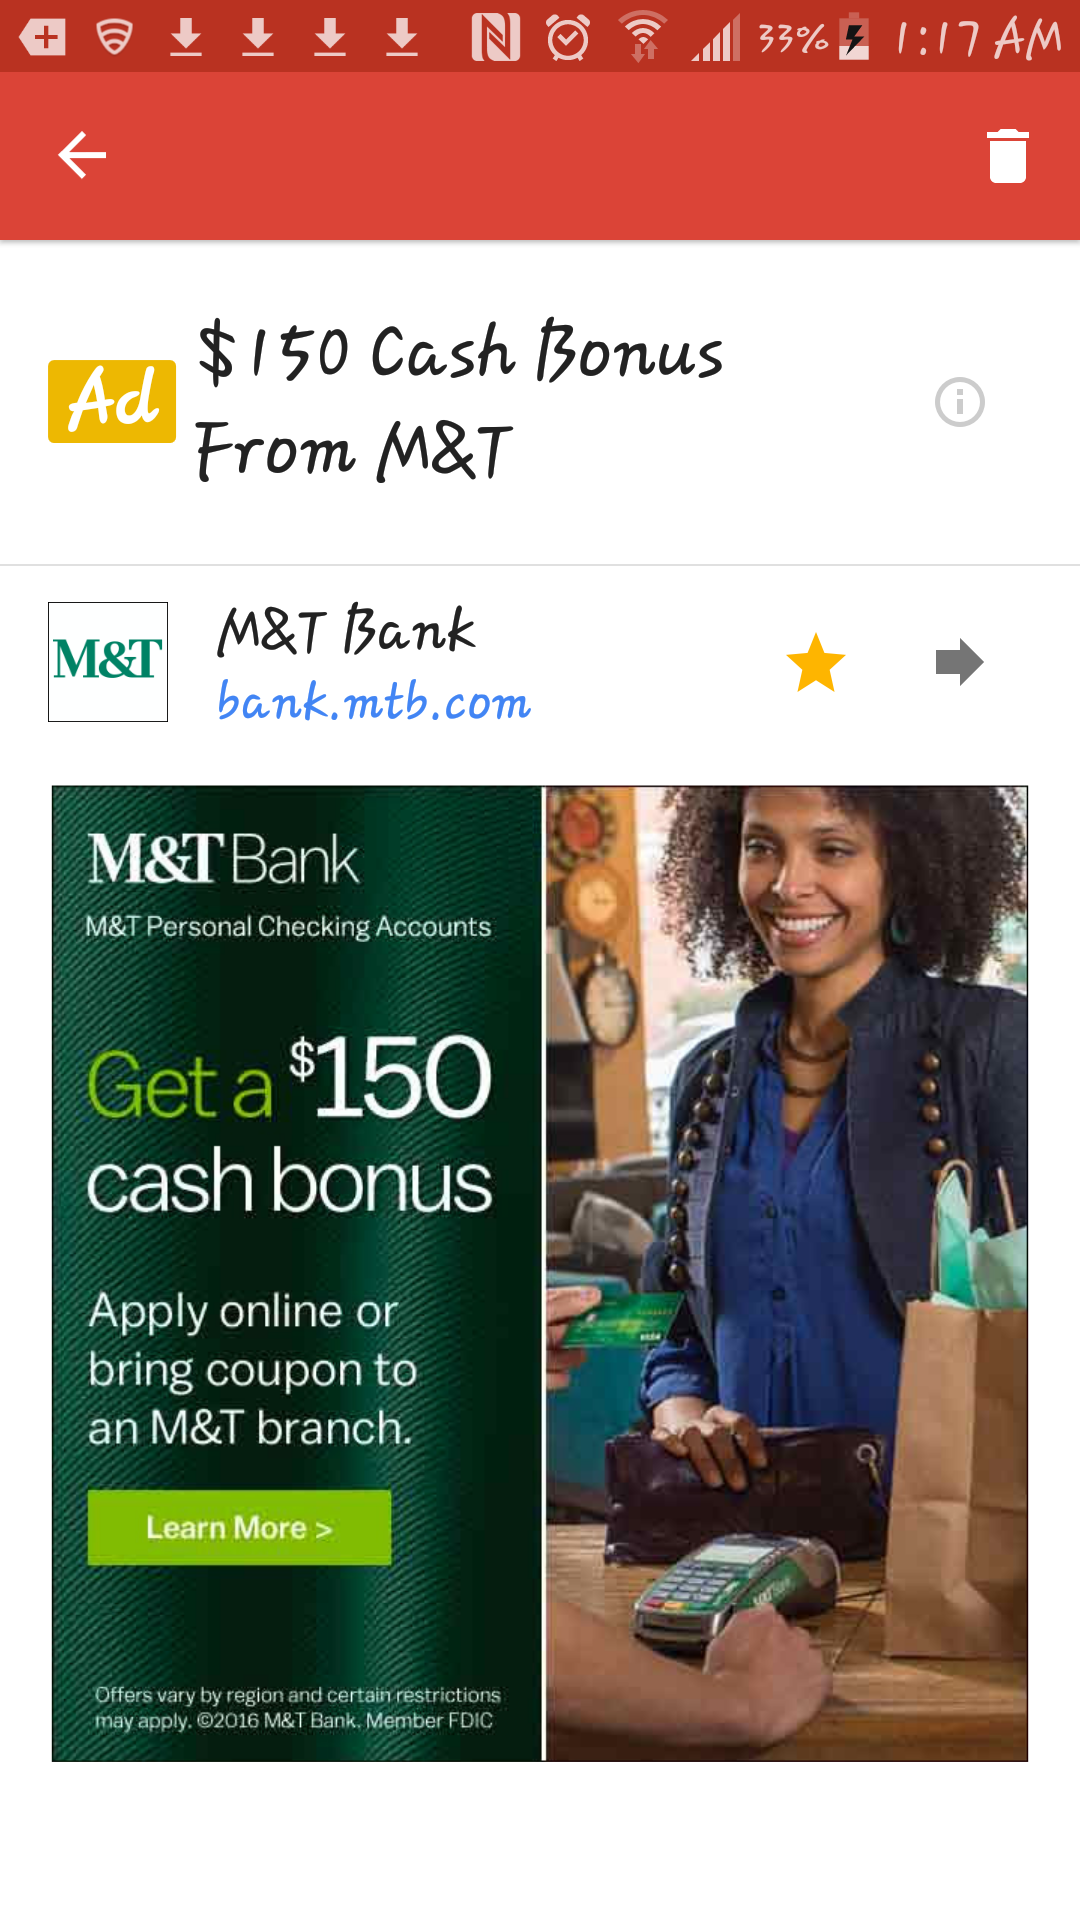 33% 1:17 AM
Ad
$150 Cash Bonus
From M&T
M&T
M&T Bank
bank.mtb.com
M&T Bank
M&T Personal Checking Accounts
Get a $150
cash bonus
Apply online or
bring coupon to
an M&T branch.
Learn More >
Offers vary by region and certain restrictions
may apply. ©2016 M&T Bank. Member FDIC